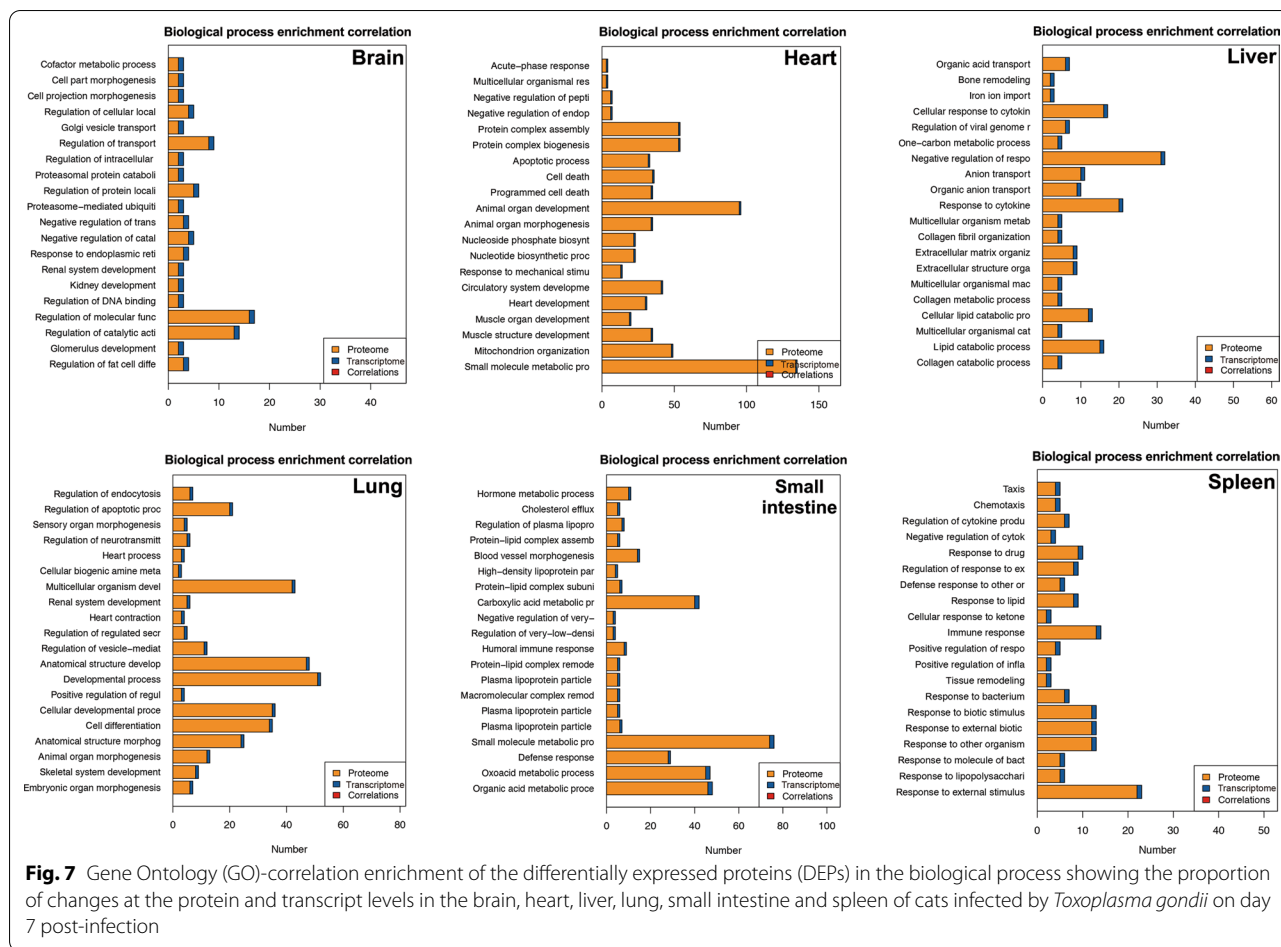 Biological process enrichment correlation
Brain
Cofactor metabolic process
Cell part morphogenesis
Cell projection morphogenesis
Regulation of cellular local
Golgi vesicle transport
Regulation of transport
Regulation of intracellular
Proteasomal protein cataboli
Regulation of protein locali
Proteasome−mediated ubiquiti
Negative regulation of trans
Negative regulation of catal
Response to endoplasmic reti
Renal system development
Kidney development
Regulation of DNA binding
Regulation of molecular func
Regulation of catalytic acti
Glomerulus development
Regulation of fat cell diffe
Proteome
Transcriptome
Correlations
0 10 20 30 40
Number
Biological process enrichment correlation
Heart
Acute−phase response
Multicellular organismal res
Negative regulation of pepti
Negative regulation of endop
Protein complex assembly
Protein complex biogenesis
Apoptotic process
Cell death
Programmed cell death
Animal organ development
Animal organ morphogenesis
Nucleoside phosphate biosynt
Nucleotide biosynthetic proc
Response to mechanical stimu
Circulatory system developme
Heart development
Muscle organ development
Muscle structure development
Mitochondrion organization
Small molecule metabolic pro
Proteome
Transcriptome
Correlations
0 50 100 150
Number
Biological process enrichment correlation
Liver
Organic acid transport
Bone remodeling
Iron ion import
Cellular response to cytokin
Regulation of viral genome r
One−carbon metabolic process
Negative regulation of respo
Anion transport
Organic anion transport
Response to cytokine
Multicellular organism metab
Collagen fibril organization
Extracellular matrix organiz
Extracellular structure orga
Multicellular organismal mac
Collagen metabolic process
Cellular lipid catabolic pro
Multicellular organismal cat
Lipid catabolic process
Collagen catabolic process
Proteome
Transcriptome
Correlations
0 10 20 30 40 50 60
Number
Biological process enrichment correlation
Lung
Regulation of endocytosis
Regulation of apoptotic proc
Sensory organ morphogenesis
Regulation of neurotransmitt
Heart process
Cellular biogenic amine meta
Multicellular organism devel
Renal system development
Heart contraction
Regulation of regulated secr
Regulation of vesicle−mediat
Anatomical structure develop
Developmental process
Positive regulation of regul
Cellular developmental proce
Cell differentiation
Anatomical structure morphog
Animal organ morphogenesis
Skeletal system development
Embryonic organ morphogenesis
Proteome
Transcriptome
Correlations
0 20 40 60 80
Number
Biological process enrichment correlation
Small
intestine
Hormone metabolic process
Cholesterol efflux
Regulation of plasma lipopro
Protein−lipid complex assemb
Blood vessel morphogenesis
High−density lipoprotein par
Protein−lipid complex subuni
Carboxylic acid metabolic pr
Negative regulation of very−
Regulation of very−low−densi
Humoral immune response
Protein−lipid complex remode
Plasma lipoprotein particle
Macromolecular complex remod
Plasma lipoprotein particle
Plasma lipoprotein particle
Small molecule metabolic pro
Defense response
Oxoacid metabolic process
Organic acid metabolic proce
Proteome
Transcriptome
Correlations
0 20 40 60 80 100
Number
Biological process enrichment correlation
Spleen
Taxis
Chemotaxis
Regulation of cytokine produ
Negative regulation of cytok
Response to drug
Regulation of response to ex
Defense response to other or
Response to lipid
Cellular response to ketone
Immune response
Positive regulation of respo
Positive regulation of infla
Tissue remodeling
Response to bacterium
Response to biotic stimulus
Response to external biotic
Response to other organism
Response to molecule of bact
Response to lipopolysacchari
Response to external stimulus
Proteome
Transcriptome
Correlations
0 10 20 30 40 50
Number
Fig. 7 Gene Ontology (GO)-correlation enrichment of the differentially expressed proteins (DEPs) in the biological process showing the proportion
of changes at the protein and transcript levels in the brain, heart, liver, lung, small intestine and spleen of cats infected by Toxoplasma gondii on day
7 post-infection